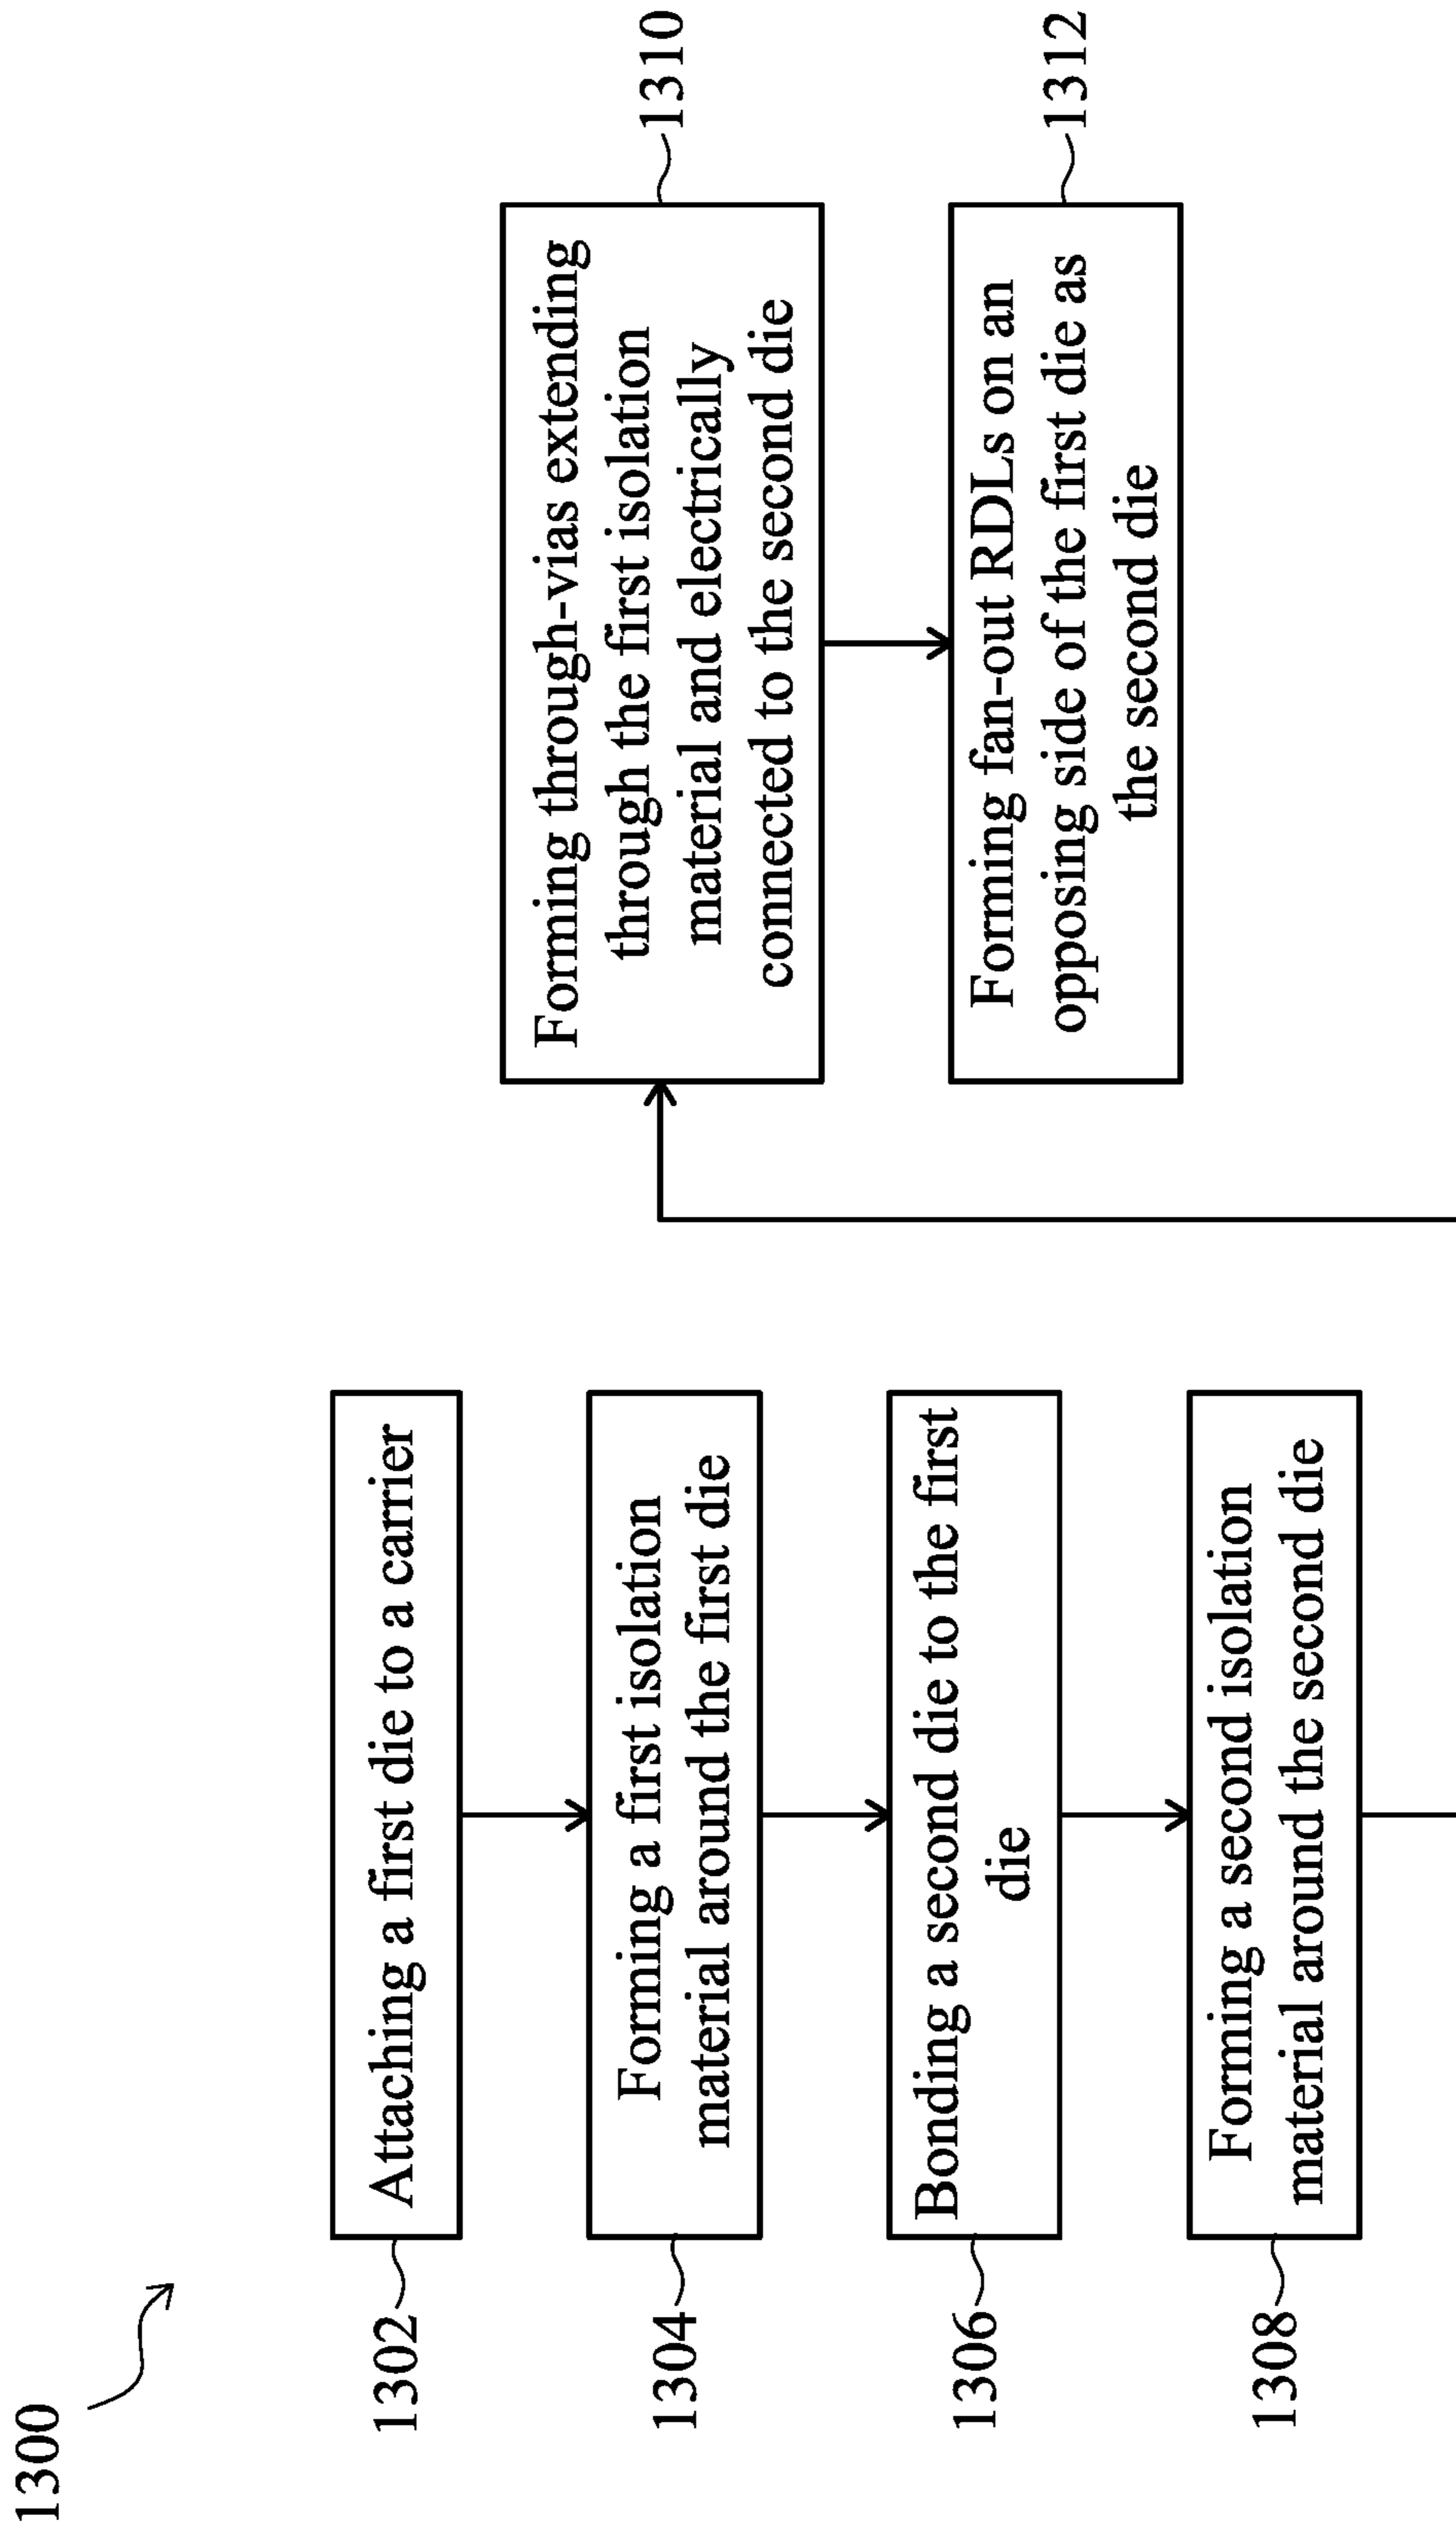 1300
1302
Attaching a first die to a carrier
1304
Forming a first isolation
material around the first die
1306
Bonding a second die to the first
die
1308
Forming a second isolation
material around the second die
Forming through-vias extending
through the first isolation
material and electrically
connected to the second die
1310
Forming fan-out RDLs on an
opposing side of the first die as
the second die
1312